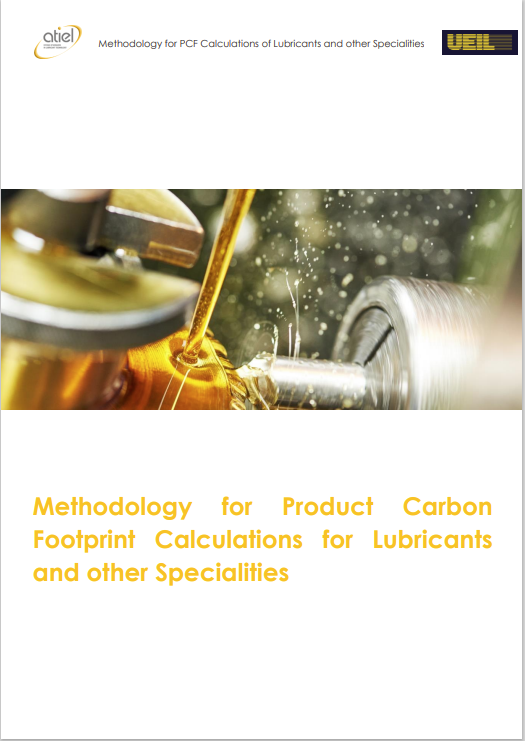 atiel
Methodology for PCF Calculations of Lubricants and other Specialities
UEIL
Methodology for Product Carbon
Footprint Calculations for Lubricants
and other Specialities